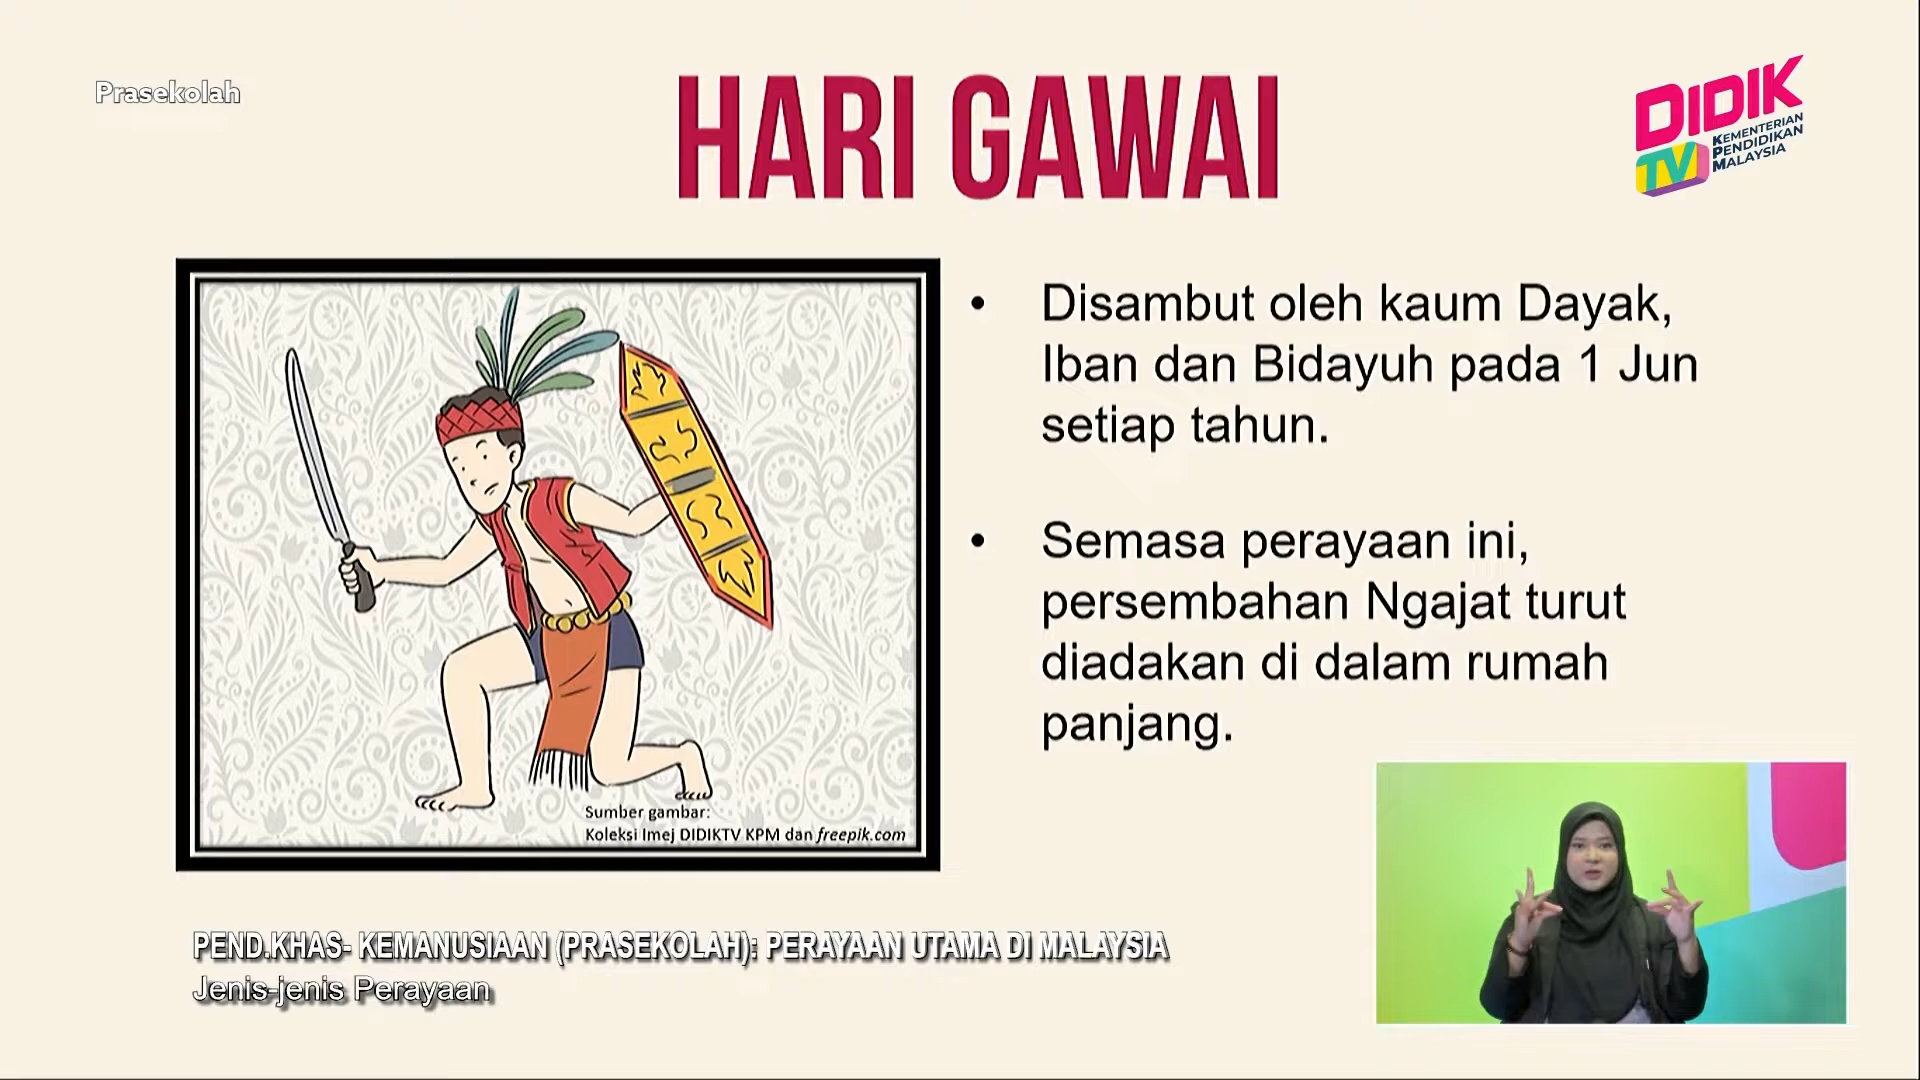 Prasekolah
HARI GAWAI
DIDIK
TV
KEMENTERIAN
PENDIDIKAN
MALAYSIA
• Disambut oleh kaum Dayak,
Iban dan Bidayuh pada 1 Jun
setiap tahun.
• Semasa perayaan ini,
persembahan Ngajat turut
diadakan di dalam rumah
panjang.
Sumber gambar:
Koleksi Imej DIDIKTV KPM dan freepik.com
PEND.KHAS- KEMANUSIAAN (PRASEKOLAH): PERAYAAN UTAMA DI MALAYSIA
Jenis-jenis Perayaan